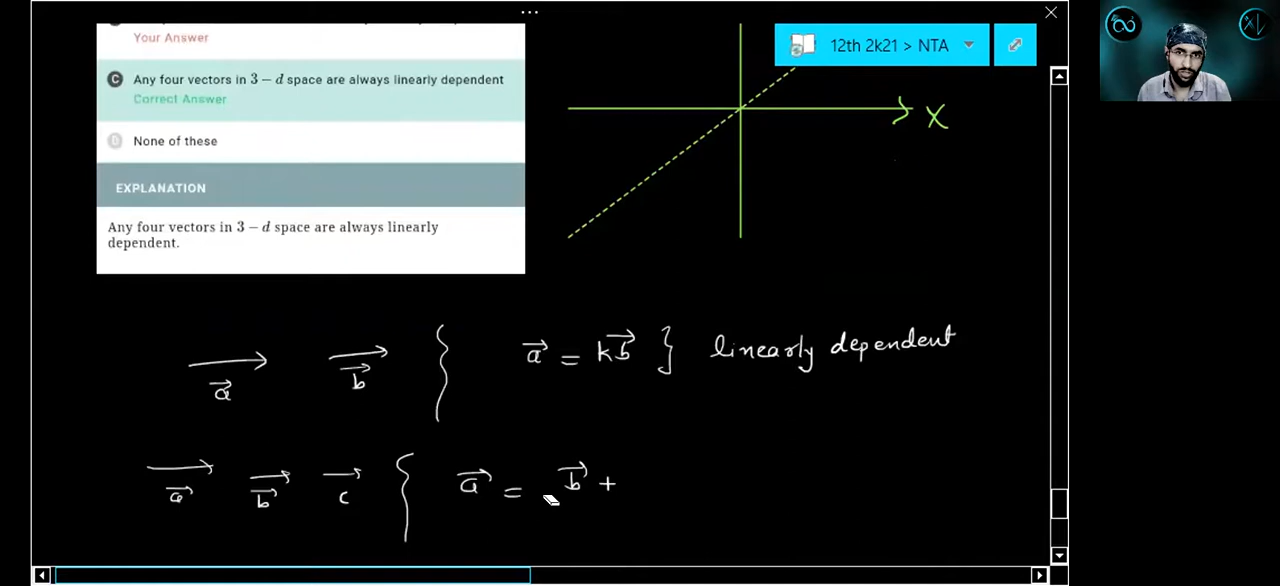 Your Answer
12th 2k21 > NTA
C Any four vectors in 3 − d space are always linearly dependent
Correct Answer
X
D None of these
EXPLANATION
Any four vectors in 3 − d space are always linearly
dependent.
a⃗ b⃗ { a⃗ = k b⃗ } linearly dependent
a⃗ b⃗ c { a⃗ = b⃗ +